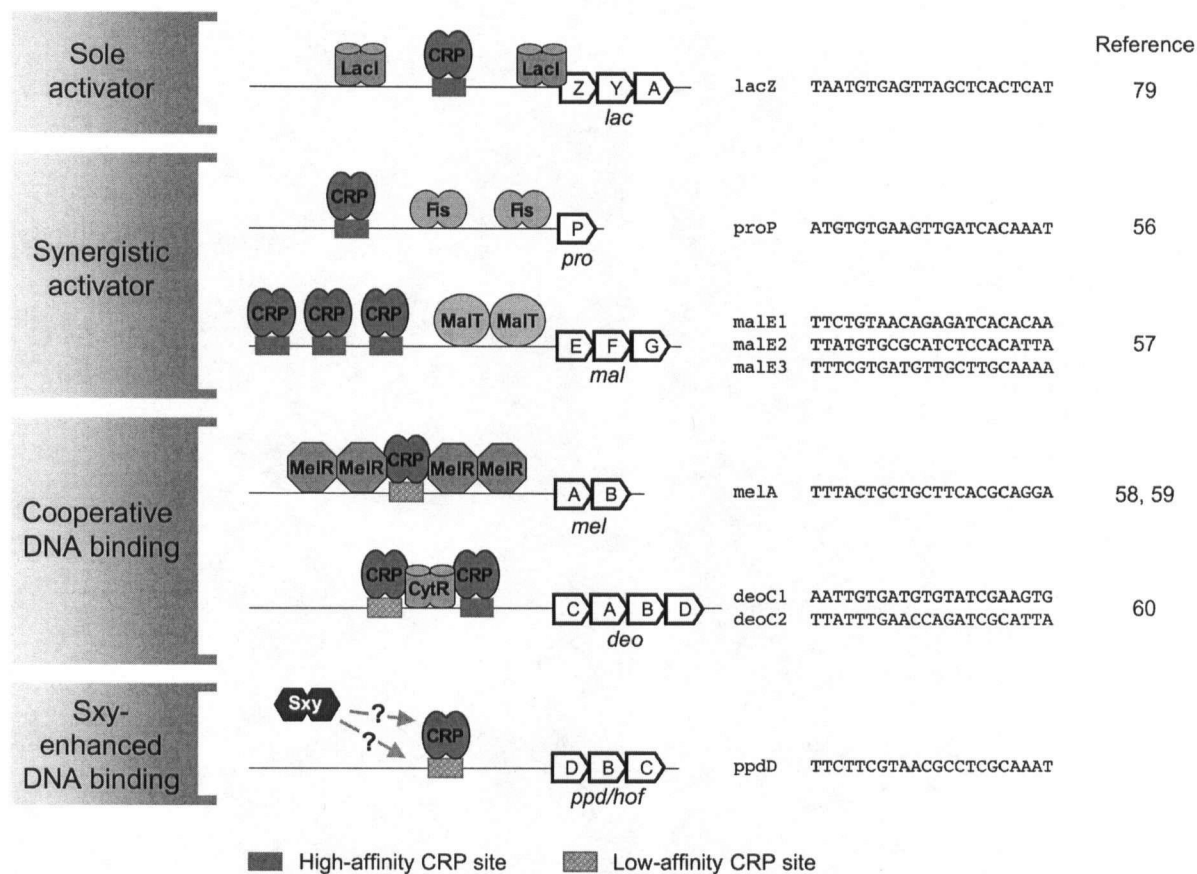 Reference
Sole
activator
LacI CRP LacI
Z Y A
lac
lacZ TAATGTGAGTTAGCTCACTCAT 79
Synergistic
activator
CRP Fis Fis
P
pro
proP ATGTGTGAAGTTGATCACAAAT 56
CRP CRP CRP MalT MalT
E F G
mal
malE1 TTCTGTAACAGAGATCACACAA
malE2 TTATGTGCGCATCTCCACATTA 57
malE3 TTTCGTGATGTTGCTTGCAAAA
Cooperative
DNA binding
MelR MelR CRP MelR MelR
A B
mel
melA TTTACTGCTGCTTCACGCAGGA 58, 59
CRP CytR CRP
C A B D
deo
deoC1 AATTGTGATGTGTATCGAAGTG
deoC2 TTATTTGAACCAGATCGCATTA 60
Sxy-
enhanced
DNA binding
Sxy ? ? CRP
D B C
ppd/hof
ppdD TTCTTCGTAACGCCTCGCAAAT
High-affinity CRP site Low-affinity CRP site